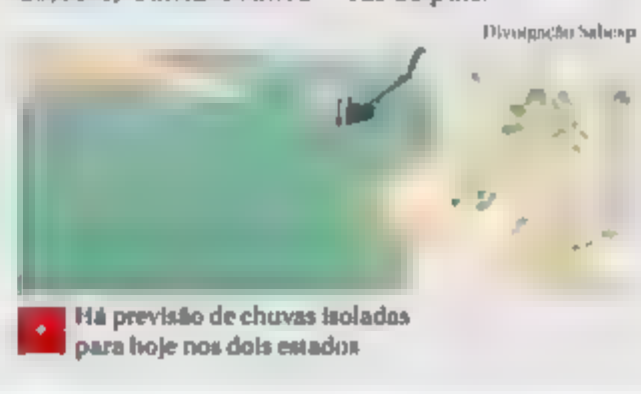 Divulgação Sabesp
Há previsão de chuvas isoladas
para hoje nos dois estados